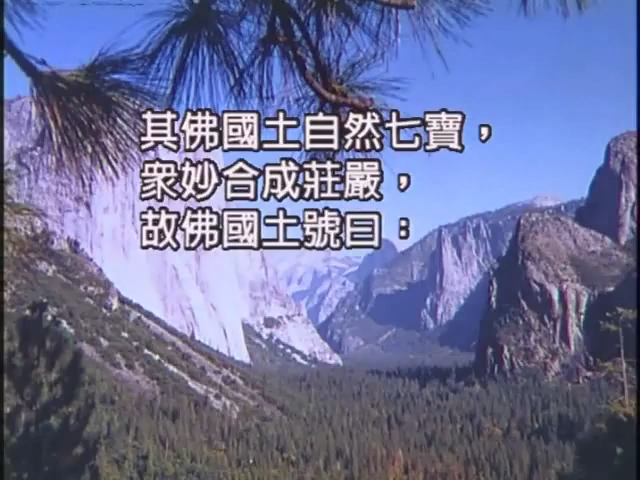 其佛國土自然七寶，
眾妙合成莊嚴，
故佛國土號曰：